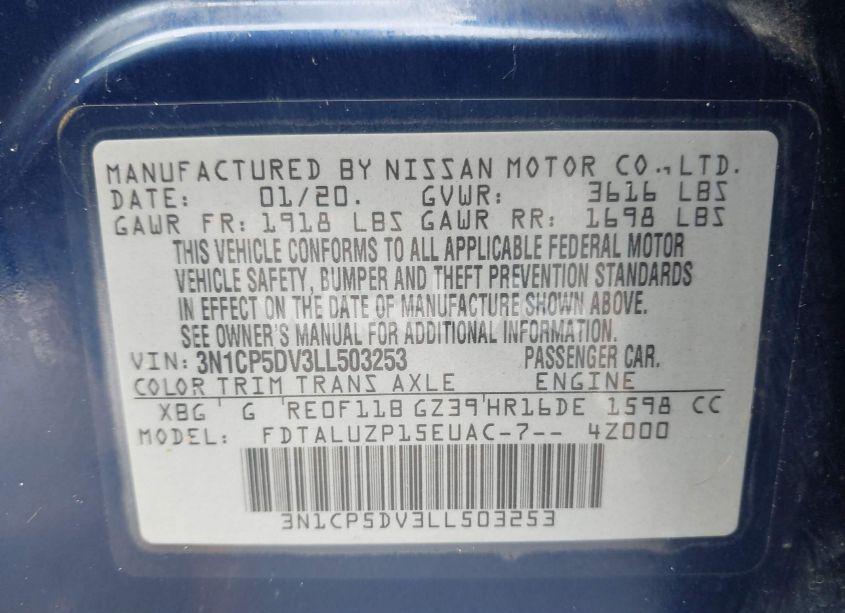 MANUFACTURED BY NISSAN MOTOR CO., LTD.
DATE: 01/20. GVWR: 3616 LBS
GAWR FR: 1918 LBS GAWR RR: 1698 LBS
THIS VEHICLE CONFORMS TO ALL APPLICABLE FEDERAL MOTOR
VEHICLE SAFETY, BUMPER AND THEFT PREVENTION STANDARDS
IN EFFECT ON THE DATE OF MANUFACTURE SHOWN ABOVE.
SEE OWNER'S MANUAL FOR ADDITIONAL INFORMATION.
VIN: 3N1CP5DV3LL503253 PASSENGER CAR.
COLOR TRIM TRANS AXLE ENGINE
XBG G RE0F11B GZ39 HR16DE 1598 CC
MODEL: FDTALUZP15EUAC-7-- 4Z000
3N1CP5DV3LL503253